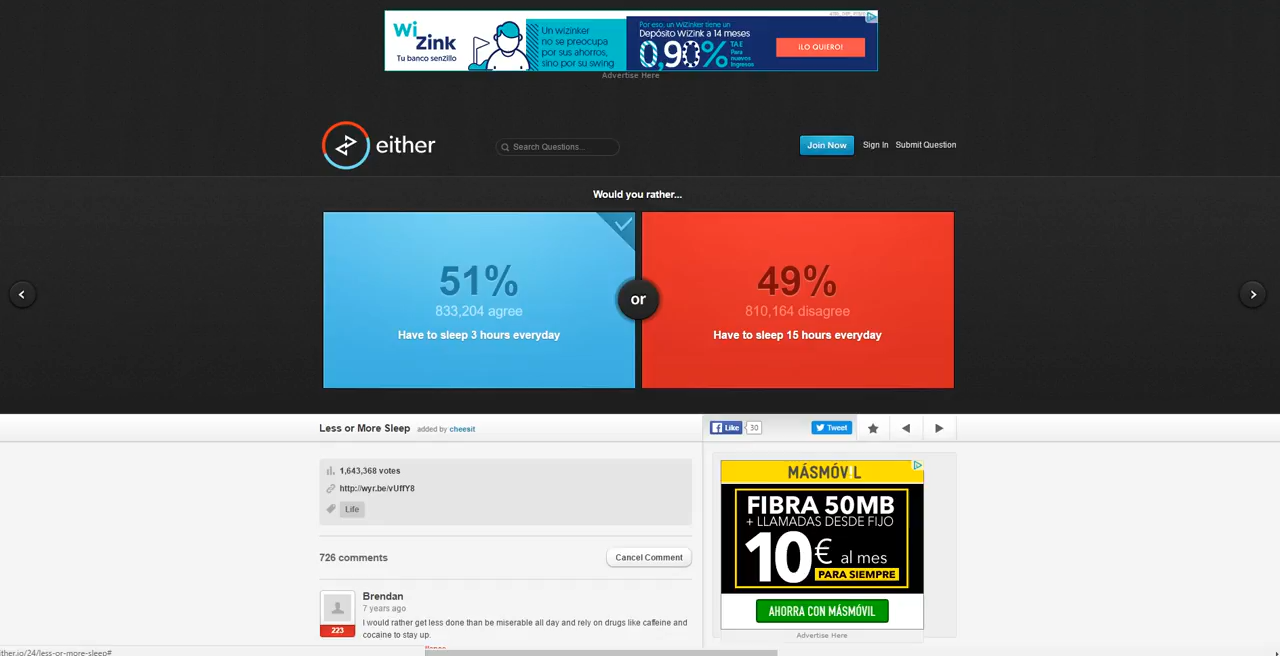 Wi
Zink
Tu banco senZillo
Un wizinker
no se preocupa
por sus ahorros,
sino por su swing
Por eso, un WiZinker tiene un
Depósito WiZink a 14 meses
0,90%
TAE
Para
nuevos
Ingresos
¡LO QUIERO!
Advertise Here
either
Search Questions...
Join Now
Sign In
Submit Question
Would you rather...
51%
833,204 agree
Have to sleep 3 hours everyday
or
49%
810,164 disagree
Have to sleep 15 hours everyday
Less or More Sleep added by cheesit
Like
30
Tweet
1,643,368 votes
http://wyr.be/vUffY8
Life
726 comments
Cancel Comment
Brendan
7 years ago
I would rather get less done than be miserable all day and rely on drugs like caffeine and
cocaine to stay up.
223
MÁSMÓVIL
FIBRA 50MB
+ LLAMADAS DESDE FIJO
10€ al mes
PARA SIEMPRE
AHORRA CON MÁSMÓVIL
Advertise Here
ither.io/24/less-or-more-sleep#